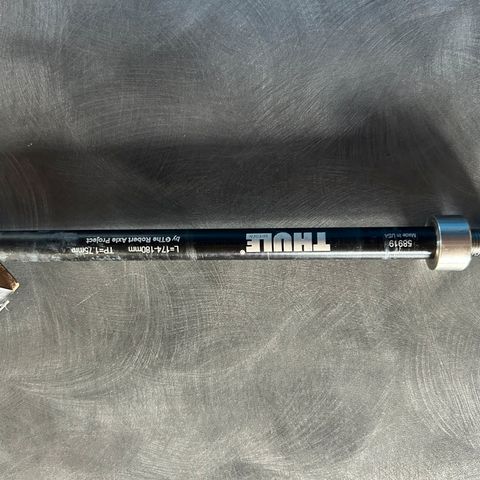 58919
Made in USA
THULE®
L=174-180mm TP=1.75mm
by ©The Robert Axle Project